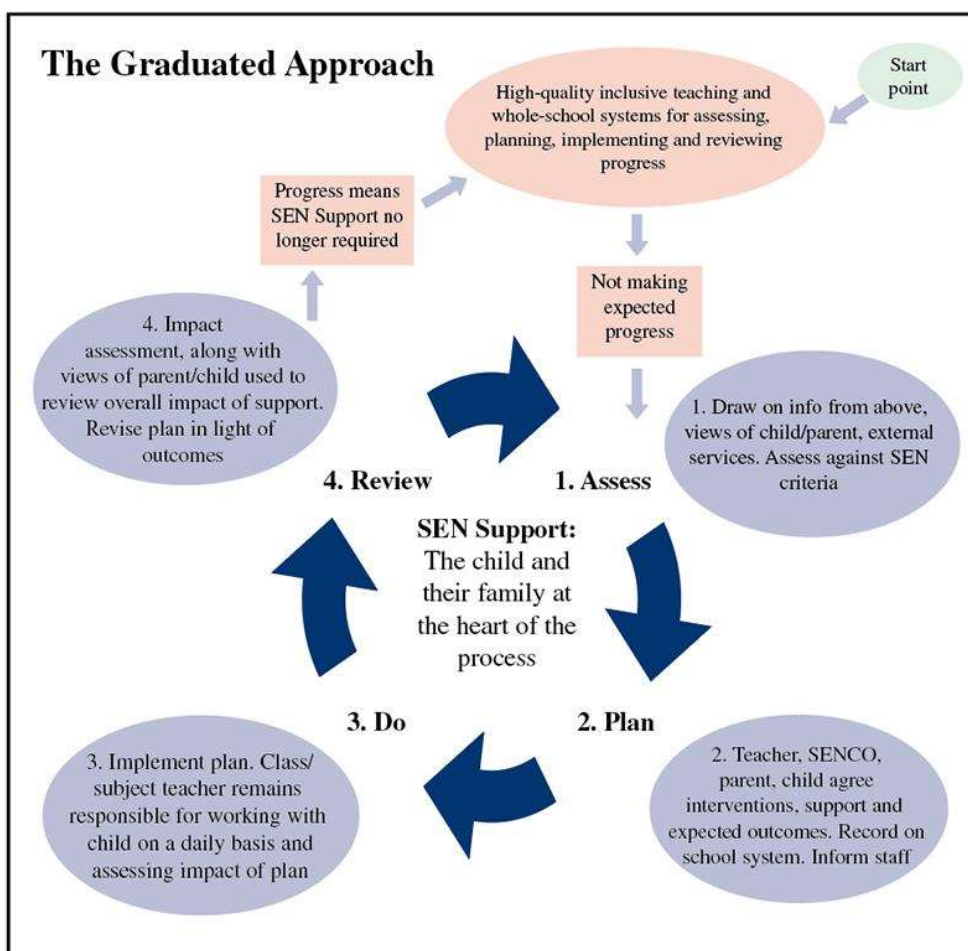 The Graduated Approach
Start
point
High-quality inclusive teaching and
whole-school systems for assessing,
planning, implementing and reviewing
progress
Progress means
SEN Support no
longer required
Not making
expected
progress
4. Impact
assessment, along with
views of parent/child used to
review overall impact of support.
Revise plan in light of
outcomes
1. Draw on info from above,
views of child/parent, external
services. Assess against SEN
criteria
4. Review
1. Assess
SEN Support:
The child and
their family at
the heart of the
process
3. Do
2. Plan
3. Implement plan. Class/
subject teacher remains
responsible for working with
child on a daily basis and
assessing impact of plan
2. Teacher, SENCO,
parent, child agree
interventions, support and
expected outcomes. Record on
school system. Inform staff